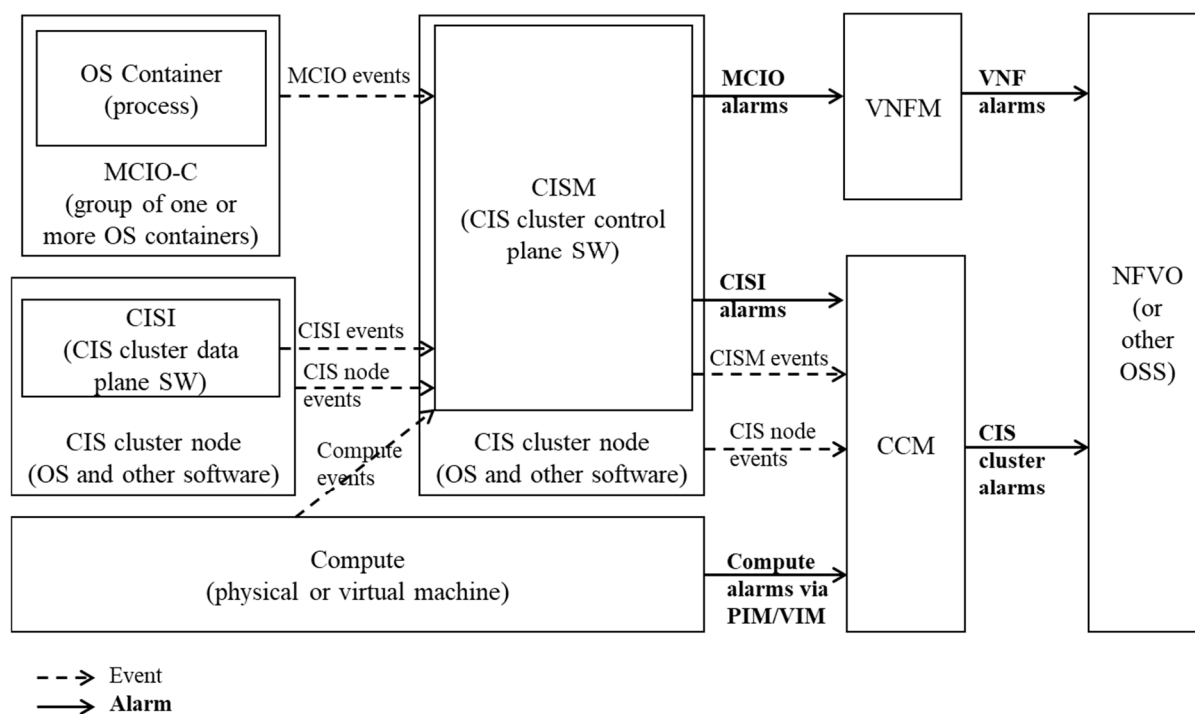 OS Container
(process)
MCIO-C
(group of one or
more OS containers)
MCIO events
CISM
(CIS cluster control
plane SW)
MCIO
alarms
VNFM
VNF
alarms
NFVO
(or
other
OSS)
CISI
(CIS cluster data
plane SW)
CIS cluster node
(OS and other software)
CISI events
CIS node
events
Compute
events
CIS cluster node
(OS and other software)
CISI
alarms
CISM events
CIS node
events
CCM
CIS
cluster
alarms
Compute
(physical or virtual machine)
Compute
alarms via
PIM/VIM
Event
Alarm